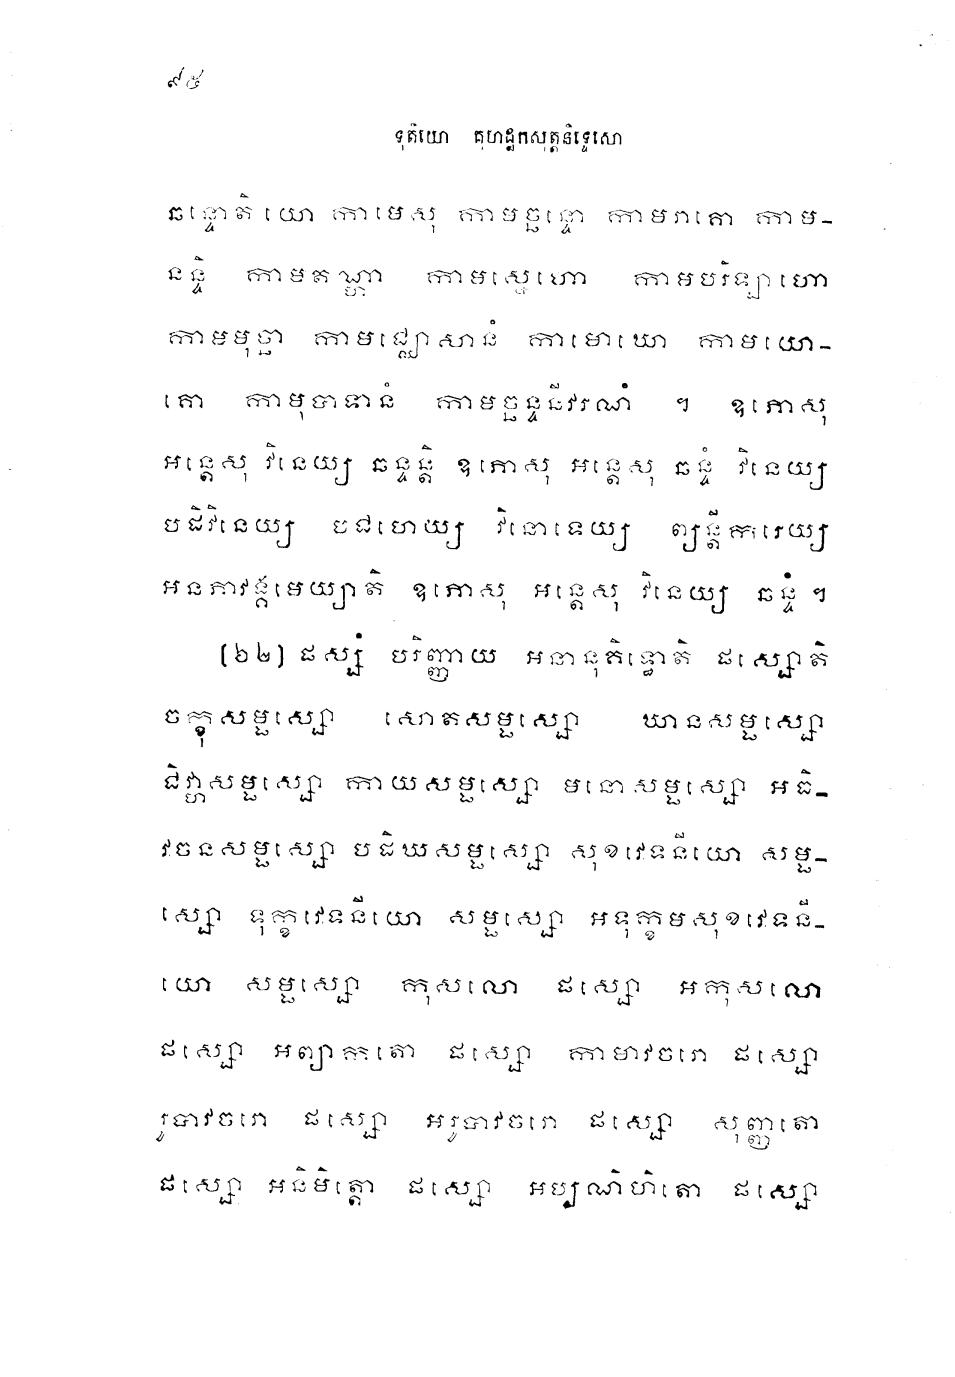 ៩៥
ទុតិយោ គុហដ្ឋកសុត្តនិទ្ទេសោ
ឆន្ទោតិ យោ កាមេសុ កាមច្ឆន្ទោ កាមរាគោ កាម-
នន្ទិ កាមតណ្ហា កាមស្នេហោ កាមបរិឡាហោ
កាមមុច្ឆា កាមជ្ឈោសានំ កាមោឃោ កាមយោ-
គោ កាមុបាទានំ កាមច្ឆន្ទនីវរណំ ។ ឧភោសុ
អន្តេសុ វិនេយ្យ ឆន្ទន្តិ ឧភោសុ អន្តេសុ ឆន្ទំ វិនេយ្យ
បដិវិនេយ្យ បជហេយ្យ វិនោទេយ្យ ព្យន្តីករេយ្យ
អនភាវង្គមេយ្យាតិ ឧភោសុ អន្តេសុ វិនេយ្យ ឆន្ទំ ។
(៦២) ផស្សំ បរិញ្ញាយ អនានុគិទ្ធោតិ ផស្សោតិ
ចក្ខុសម្ផស្សោ សោតសម្ផស្សោ ឃានសម្ផស្សោ
ជិវ្ហាសម្ផស្សោ កាយសម្ផស្សោ មនោសម្ផស្សោ អធិ-
វចនសម្ផស្សោ បដិឃសម្ផស្សោ សុខវេទនីយោ សម្ផ-
ស្សោ ទុក្ខវេទនីយោ សម្ផស្សោ អទុក្ខមសុខវេទនី-
យោ សម្ផស្សោ កុសលោ ផស្សោ អកុសលោ
ផស្សោ អព្យាកតោ ផស្សោ កាមាវចរោ ផស្សោ
រូបាវចរោ ផស្សោ អរូបាវចរោ ផស្សោ សុញ្ញតោ
ផស្សោ អនិមិត្តោ ផស្សោ អប្បណិហិតោ ផស្សោ